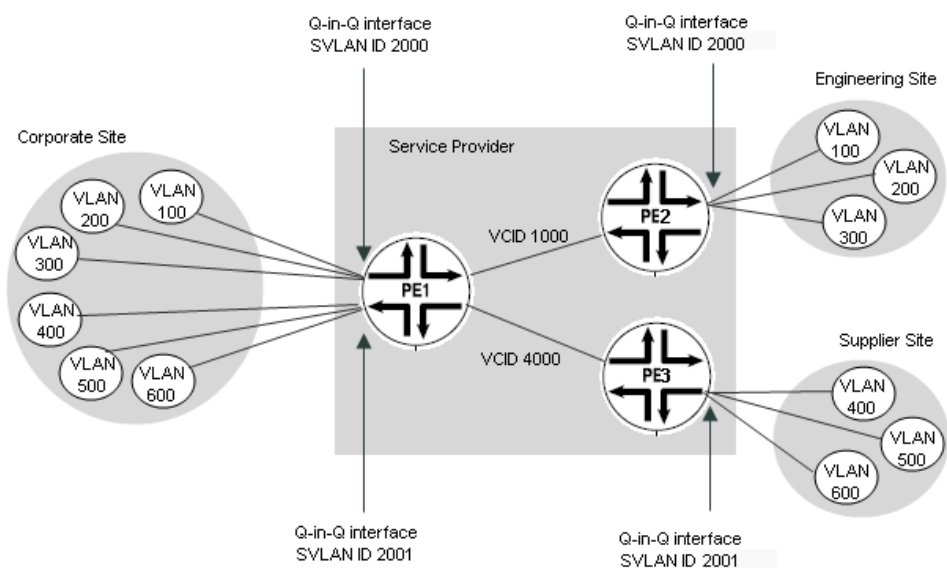 Q-in-Q interface
SVLAN ID 2000
Q-in-Q interface
SVLAN ID 2000
Engineering Site
Corporate Site
Service Provider
VLAN
100
VLAN
200
VLAN
300
VLAN
400
VLAN
500
VLAN
600
PE1
VCID 1000
VCID 4000
PE2
PE3
VLAN
100
VLAN
200
VLAN
300
Supplier Site
VLAN
400
VLAN
500
VLAN
600
Q-in-Q interface
SVLAN ID 2001
Q-in-Q interface
SVLAN ID 2001